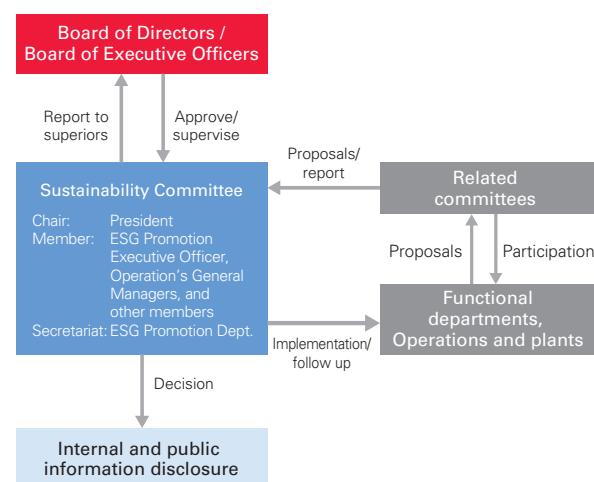 Board of Directors /
Board of Executive Officers
Report to
superiors
Approve/
supervise
Sustainability Committee
Chair: President
Member: ESG Promotion
Executive Officer,
Operation's General
Managers, and
other members
Secretariat: ESG Promotion Dept.
Proposals/
report
Related
committees
Proposals
Participation
Functional
departments,
Operations and plants
Implementation/
follow up
Decision
Internal and public
information disclosure